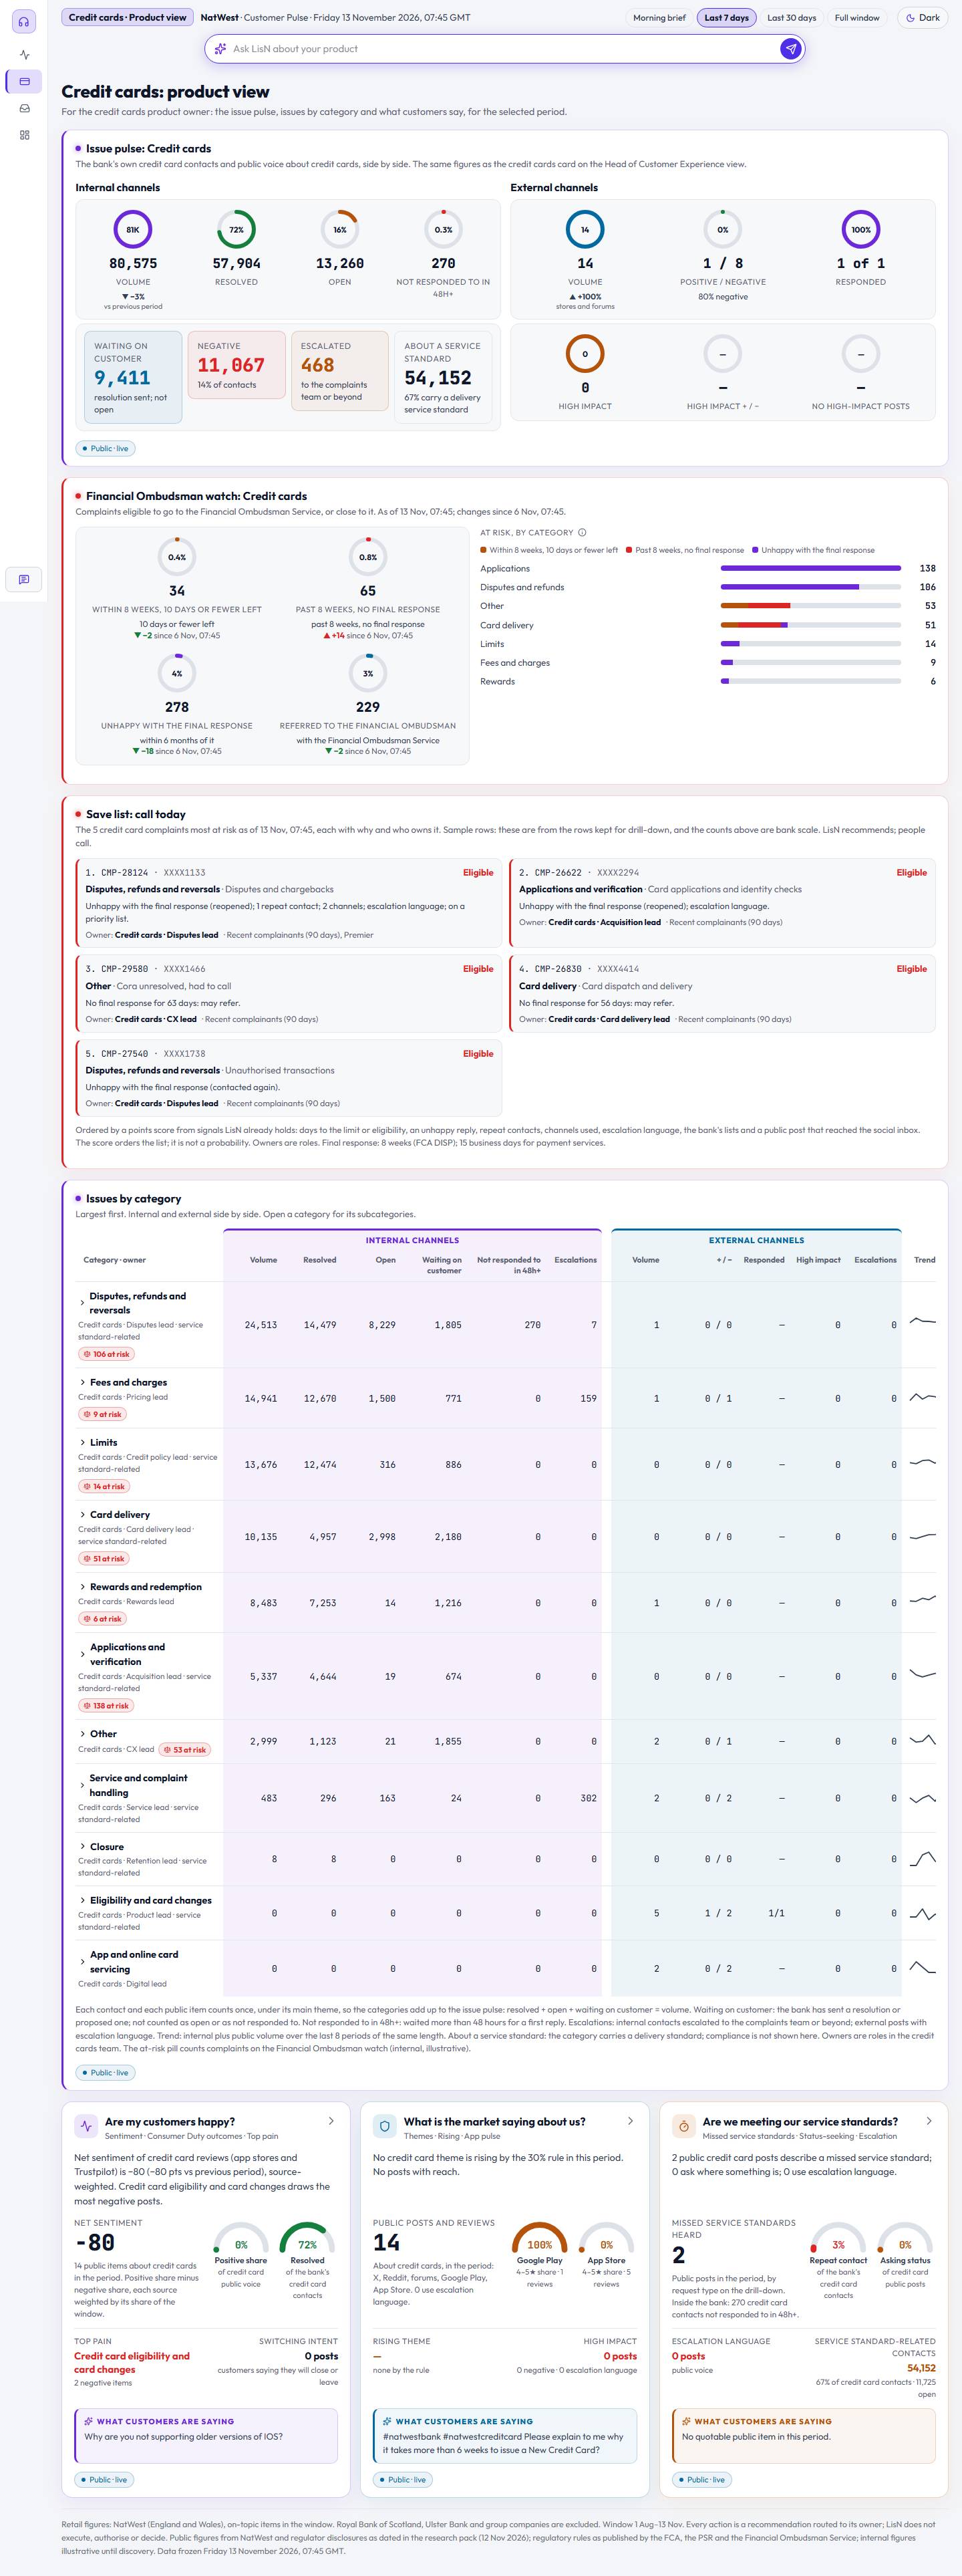 Credit cards · Product view
NatWest · Customer Pulse · Friday 13 November 2026, 07:45 GMT
Morning brief
Last 7 days
Last 30 days
Full window
Dark
Ask LisN about your product
Credit cards: product view
For the credit cards product owner: the issue pulse, issues by category and what customers say, for the selected period.
Issue pulse: Credit cards
The bank's own credit card contacts and public voice about credit cards, side by side. The same figures as the credit cards card on the Head of Customer Experience view.
Internal channels
81K
72%
16%
0.3%
80,575
57,904
13,260
270
VOLUME
RESOLVED
OPEN
NOT RESPONDED TO IN
48H+
▼ −3%
vs previous period
WAITING ON
CUSTOMER
9,411
resolution sent; not
open
NEGATIVE
11,067
14% of contacts
ESCALATED
468
to the complaints
team or beyond
ABOUT A SERVICE
STANDARD
54,152
67% carry a delivery
service standard
External channels
14
0%
100%
14
1 / 8
1 of 1
VOLUME
POSITIVE / NEGATIVE
RESPONDED
▲ +100%
80% negative
stores and forums
0
–
–
0
–
–
HIGH IMPACT
HIGH IMPACT + / −
NO HIGH-IMPACT POSTS
Public · live
Financial Ombudsman watch: Credit cards
Complaints eligible to go to the Financial Ombudsman Service, or close to it. As of 13 Nov, 07:45; changes since 6 Nov, 07:45.
0.4%
0.8%
34
65
WITHIN 8 WEEKS, 10 DAYS OR FEWER LEFT
PAST 8 WEEKS, NO FINAL RESPONSE
10 days or fewer left
past 8 weeks, no final response
▼ −2 since 6 Nov, 07:45
▲ +14 since 6 Nov, 07:45
4%
3%
278
229
UNHAPPY WITH THE FINAL RESPONSE
REFERRED TO THE FINANCIAL OMBUDSMAN
within 6 months of it
with the Financial Ombudsman Service
▼ −18 since 6 Nov, 07:45
▼ −2 since 6 Nov, 07:45
AT RISK, BY CATEGORY
Within 8 weeks, 10 days or fewer left
Past 8 weeks, no final response
Unhappy with the final response
Applications 138
Disputes and refunds 106
Other 53
Card delivery 51
Limits 14
Fees and charges 9
Rewards 6
Save list: call today
The 5 credit card complaints most at risk as of 13 Nov, 07:45, each with why and who owns it. Sample rows: these are from the rows kept for drill-down, and the counts above are bank scale. LisN recommends; people
call.
1. CMP-28124 · XXXX1133 Eligible
Disputes, refunds and reversals · Disputes and chargebacks
Unhappy with the final response (reopened); 1 repeat contact; 2 channels; escalation language; on a
priority list.
Owner: Credit cards · Disputes lead · Recent complainants (90 days), Premier
2. CMP-26622 · XXXX2294 Eligible
Applications and verification · Card applications and identity checks
Unhappy with the final response (reopened); escalation language.
Owner: Credit cards · Acquisition lead · Recent complainants (90 days)
3. CMP-29580 · XXXX1466 Eligible
Other · Cora unresolved, had to call
No final response for 63 days: may refer.
Owner: Credit cards · CX lead · Recent complainants (90 days)
4. CMP-26830 · XXXX4414 Eligible
Card delivery · Card dispatch and delivery
No final response for 56 days: may refer.
Owner: Credit cards · Card delivery lead · Recent complainants (90 days)
5. CMP-27540 · XXXX1738 Eligible
Disputes, refunds and reversals · Unauthorised transactions
Unhappy with the final response (contacted again).
Owner: Credit cards · Disputes lead · Recent complainants (90 days)
Ordered by a points score from signals LisN already holds: days to the limit or eligibility, an unhappy reply, repeat contacts, channels used, escalation language, the bank's lists and a public post that reached the social inbox.
The score orders the list; it is not a probability. Owners are roles. Final response: 8 weeks (FCA DISP); 15 business days for payment services.
Issues by category
Largest first. Internal and external side by side. Open a category for its subcategories.
INTERNAL CHANNELS
EXTERNAL CHANNELS
Category · owner Volume Resolved Open Waiting on customer Not responded to in 48h+ Escalations Volume + / − Responded High impact Escalations Trend
Disputes, refunds and
reversals
Credit cards · Disputes lead · service
standard-related
106 at risk
24,513 14,479 8,229 1,805 270 7 1 0 / 0 – 0 0
Fees and charges
Credit cards · Pricing lead
9 at risk
14,941 12,670 1,500 771 0 159 1 0 / 1 – 0 0
Limits
Credit cards · Credit policy lead · service
standard-related
14 at risk
13,676 12,474 316 886 0 0 0 0 / 0 – 0 0
Card delivery
Credit cards · Card delivery lead ·
service standard-related
51 at risk
10,135 4,957 2,998 2,180 0 0 0 0 / 0 – 0 0
Rewards and redemption
Credit cards · Rewards lead
6 at risk
8,483 7,253 14 1,216 0 0 1 0 / 0 – 0 0
Applications and
verification
Credit cards · Acquisition lead · service
standard-related
138 at risk
5,337 4,644 19 674 0 0 0 0 / 0 – 0 0
Other
Credit cards · CX lead 53 at risk
2,999 1,123 21 1,855 0 0 2 0 / 1 – 0 0
Service and complaint
handling
Credit cards · Service lead · service
standard-related
483 296 163 24 0 302 2 0 / 2 – 0 0
Closure
Credit cards · Retention lead · service
standard-related
8 8 0 0 0 0 0 0 / 0 – 0 0
Eligibility and card changes
Credit cards · Product lead · service
standard-related
0 0 0 0 0 0 5 1 / 2 1/1 0 0
App and online card
servicing
Credit cards · Digital lead
0 0 0 0 0 0 2 0 / 2 – 0 0
Each contact and each public item counts once, under its main theme, so the categories add up to the issue pulse: resolved + open + waiting on customer = volume. Waiting on customer: the bank has sent a resolution or
proposed one; not counted as open or as not responded to. Not responded to in 48h+: waited more than 48 hours for a first reply. Escalations: internal contacts escalated to the complaints team or beyond; external posts with
escalation language. Trend: internal plus public volume over the last 8 periods of the same length. About a service standard: the category carries a delivery standard; compliance is not shown here. Owners are roles in the credit
cards team. The at-risk pill counts complaints on the Financial Ombudsman watch (internal, illustrative).
Public · live
Are my customers happy?
Sentiment · Consumer Duty outcomes · Top pain
Net sentiment of credit card reviews (app stores and
Trustpilot) is −80 (−80 pts vs previous period), source-
weighted. Credit card eligibility and card changes draws the
most negative posts.
NET SENTIMENT
-80
14 public items about credit cards
in the period. Positive share minus
negative share, each source
weighted by its share of the
window.
0%
Positive share
of the bank's
public voice
72%
Resolved
of the bank's
credit card
contacts
TOP PAIN
Credit card eligibility and
card changes
2 negative items
SWITCHING INTENT
0 posts
customers saying they will close or
leave
WHAT CUSTOMERS ARE SAYING
Why are you not supporting older versions of IOS?
Public · live
What is the market saying about us?
Themes · Rising · App pulse
No credit card theme is rising by the 30% rule in this period.
No posts with reach.
PUBLIC POSTS AND REVIEWS
14
About credit cards, in the period:
X, Reddit, forums, Google Play,
App Store. 0 use escalation
language.
100%
Google Play
4–5★ share · 1
reviews
0%
App Store
4–5★ share · 5
reviews
RISING THEME
–
none by the rule
HIGH IMPACT
0 posts
0 negative · 0 escalation language
WHAT CUSTOMERS ARE SAYING
#natwestbank #natwestcreditcard Please explain to me why
it takes more than 6 weeks to issue a New Credit Card?
Public · live
Are we meeting our service standards?
Missed service standards · Status-seeking · Escalation
2 public credit card posts describe a missed service standard;
0 ask where something is; 0 use escalation language.
MISSED SERVICE STANDARDS
HEARD
2
Public posts in the period, by
request type on the drill-down.
Inside the bank: 270 credit card
contacts not responded to in 48h+.
3%
Repeat contact
of the bank's
credit card
contacts
0%
Asking status
of credit card
public posts
ESCALATION LANGUAGE
0 posts
public voice
SERVICE STANDARD-RELATED
CONTACTS
54,152
67% of credit card contacts · 11,725
open
WHAT CUSTOMERS ARE SAYING
No quotable public item in this period.
Public · live
Retail figures: NatWest (England and Wales), on-topic items in the window. Royal Bank of Scotland, Ulster Bank and group companies are excluded. Window 1 Aug–13 Nov. Every action is a recommendation routed to its owner; LisN does not
execute, authorise or decide. Public figures from NatWest and regulator disclosures as dated in the research pack (12 Nov 2026); regulatory rules as published by the FCA, the PSR and the Financial Ombudsman Service; internal figures
illustrative until discovery. Data frozen Friday 13 November 2026, 07:45 GMT.